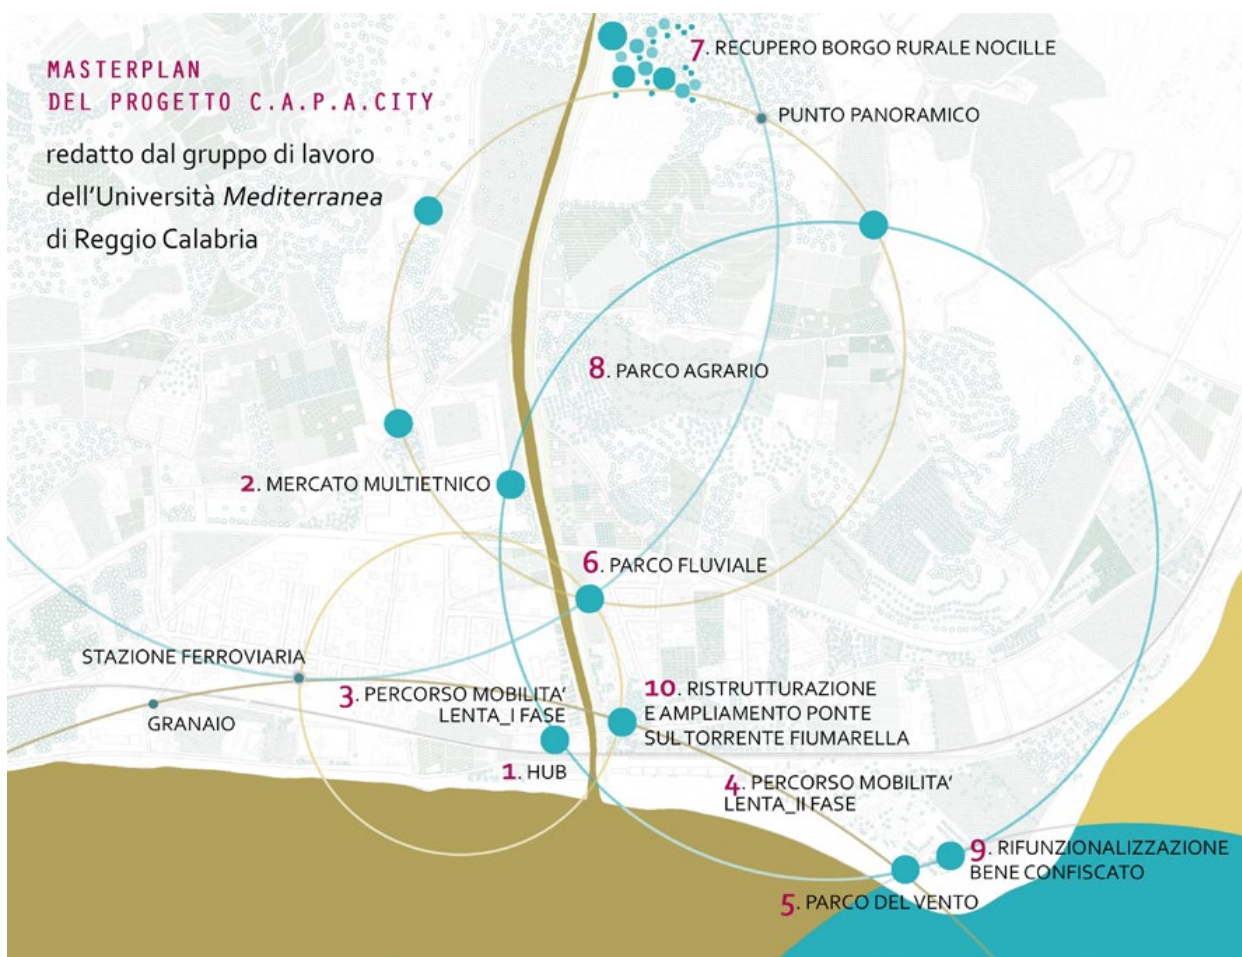 MASTERPLAN
DEL PROGETTO C.A.P.A.CITY
redatto dal gruppo di lavoro
dell'Università Mediterranea
di Reggio Calabria
7. RECUPERO BORGO RURALE NOCILLE
PUNTO PANORAMICO
8. PARCO AGRARIO
2. MERCATO MULTIETNICO
6. PARCO FLUVIALE
STAZIONE FERROVIARIA
GRANAIO
3. PERCORSO MOBILITA'
LENTA_I FASE
10. RISTRUTTURAZIONE
E AMPLIAMENTO PONTE
SUL TORRENTE FIUMARELLA
1. HUB
4. PERCORSO MOBILITA'
LENTA_II FASE
9. RIFUNZIONALIZZAZIONE
BENE CONFISCATO
5. PARCO DEL VENTO